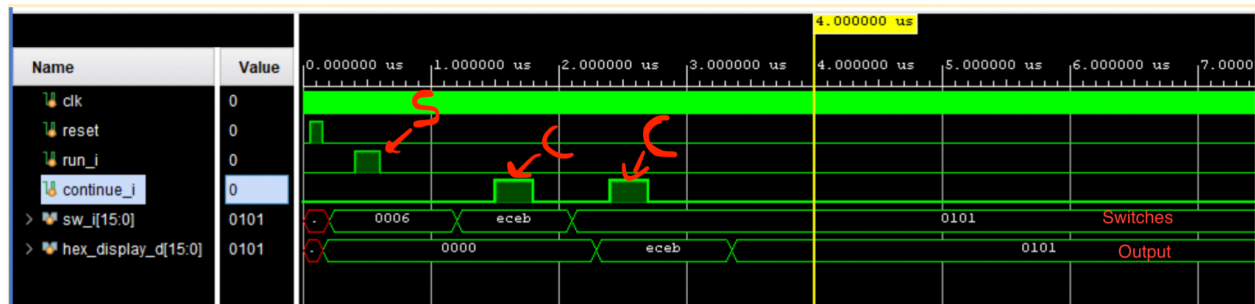 4.000000 us
Name Value 0.000000 us 1.000000 us 2.000000 us 3.000000 us 4.000000 us 5.000000 us 6.000000 us 7.0000
clk 0 S
reset 0 C C
run_i 0
continue_i 0
sw_i[15:0] 0101 - 0006 eceb 0101 Switches
hex_display_d[15:0] 0101 - 0000 eceb 0101 Output